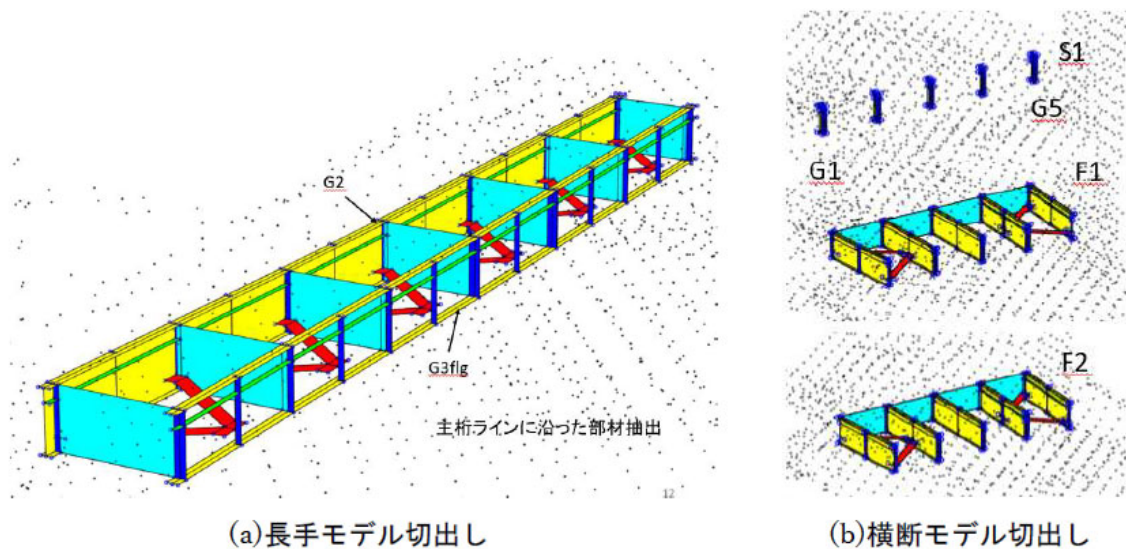 G2
G3flg
主桁ラインに沿った部材抽出
12
(a)長手モデル切出し
S1
G5
G1
F1
F2
(b)横断モデル切出し